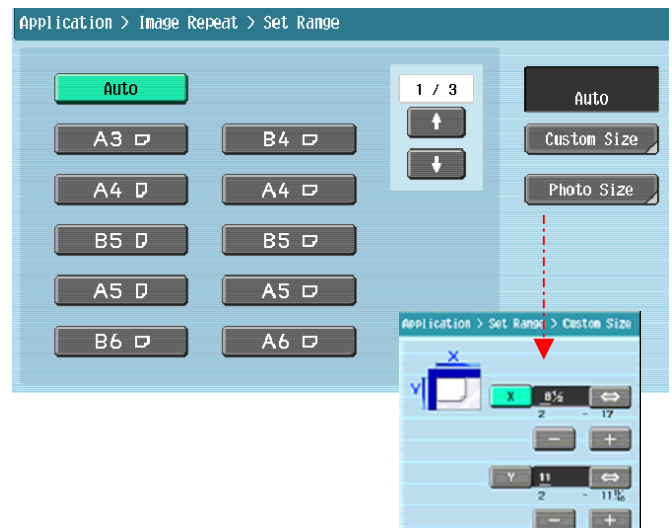 Application > Image Repeat > Set Range
Auto
1 / 3
Auto
A3
B4
Custom Size
A4
A4
Photo Size
B5
B5
A5
A5
B6
A6
Application > Set Range > Custom Size
X
Y
X 8½
2 - 17
− +
Y 11
2 - 11
− +